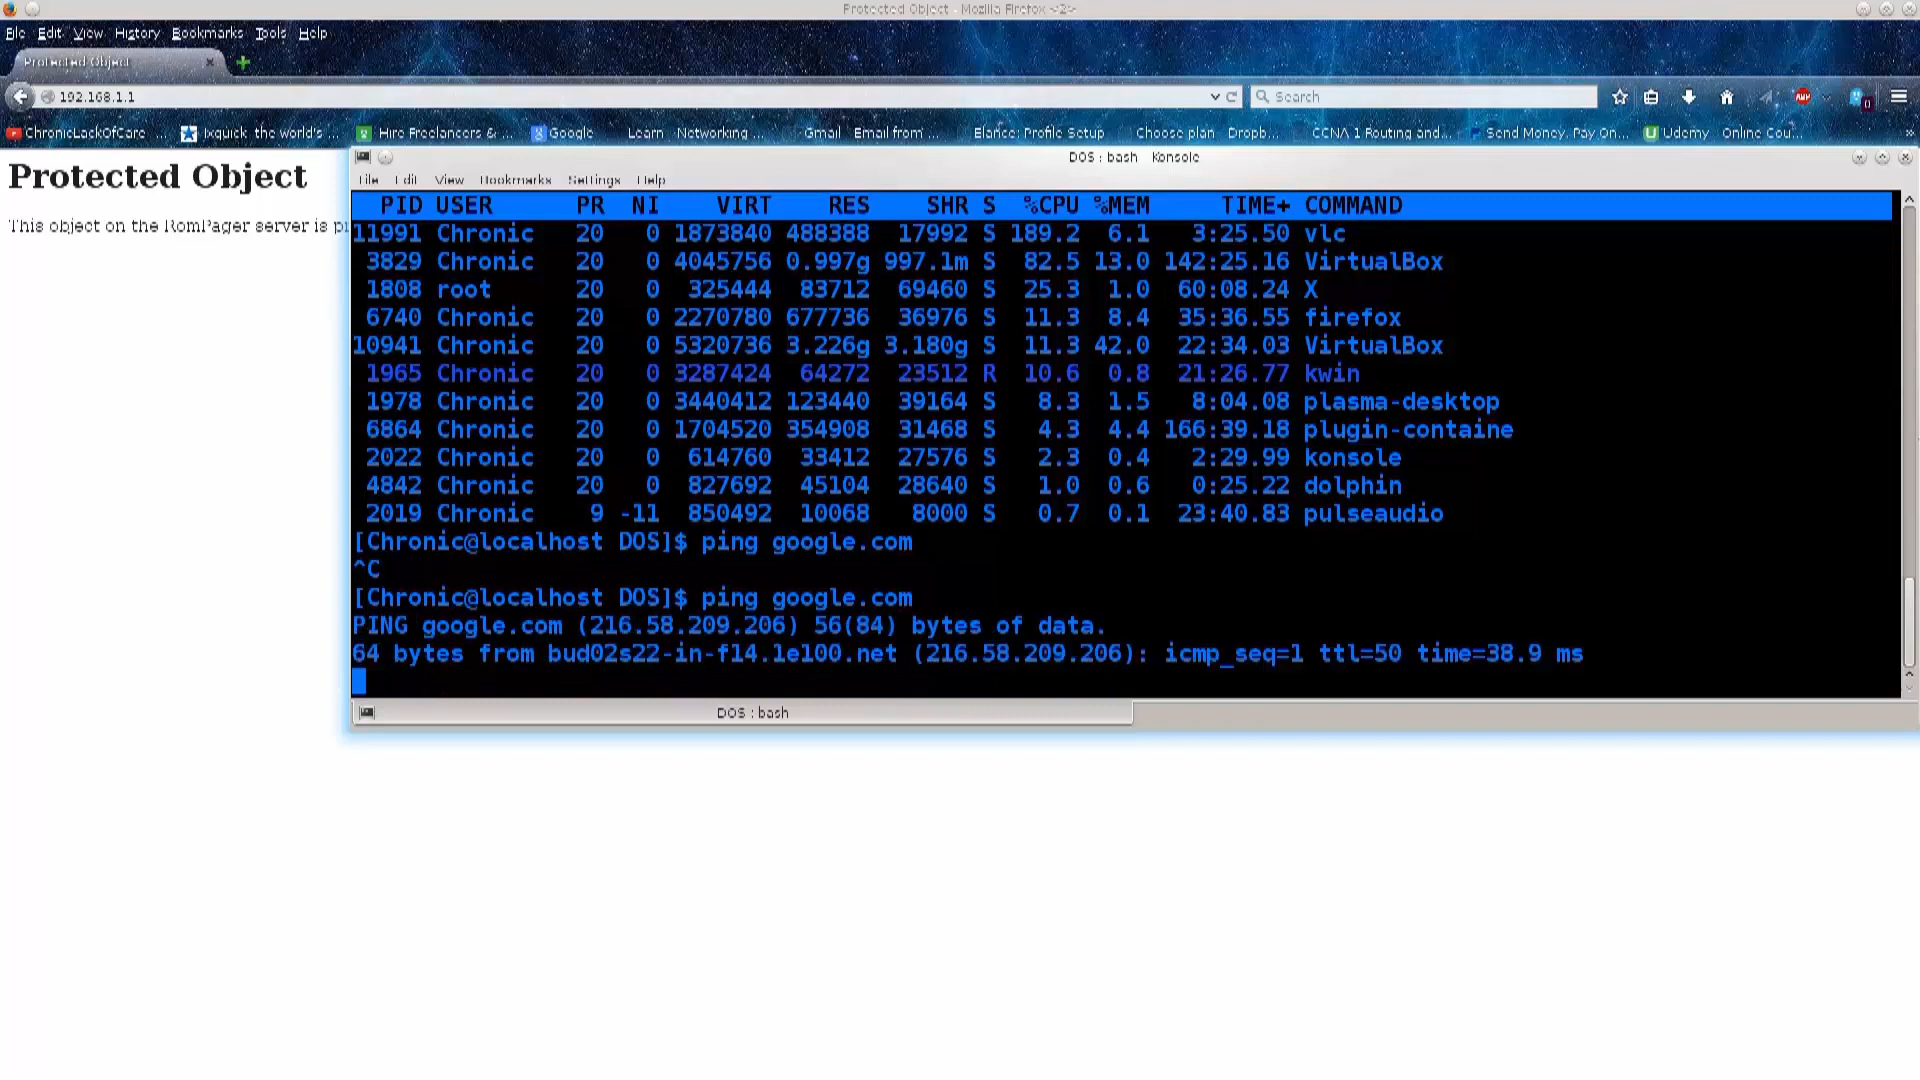 Protected Object - Mozilla Firefox <2>
File Edit View History Bookmarks Tools Help
Protected Object
192.168.1.1
Search
ChronicLackOfCare ...
Ixquick the world's ...
Hire Freelancers & ...
Google
Learn Networking ...
Gmail Email from ...
Elance: Profile Setup
Choose plan Dropb...
CCNA 1 Routing and...
Send Money, Pay On...
Udemy Online Cou...
Protected Object
This object on the RomPager server is
DOS : bash Konsole
File Edit View Bookmarks Settings Help
PID USER PR NI VIRT RES SHR S %CPU %MEM TIME+ COMMAND
11991 Chronic 20 0 1873840 488388 17992 S 189.2 6.1 3:25.50 vlc
3829 Chronic 20 0 4045756 0.997g 997.1m S 82.5 13.0 142:25.16 VirtualBox
1808 root 20 0 325444 83712 69460 S 25.3 1.0 60:08.24 X
6740 Chronic 20 0 2270780 677736 36976 S 11.3 8.4 35:36.55 firefox
10941 Chronic 20 0 5320736 3.226g 3.180g S 11.3 42.0 22:34.03 VirtualBox
1965 Chronic 20 0 3287424 64272 23512 R 10.6 0.8 21:26.77 kwin
1978 Chronic 20 0 3440412 123440 39164 S 8.3 1.5 8:04.08 plasma-desktop
6864 Chronic 20 0 1704520 354908 31468 S 4.3 4.4 166:39.18 plugin-containe
2022 Chronic 20 0 614760 33412 27576 S 2.3 0.4 2:29.99 konsole
4842 Chronic 20 0 827692 45104 28640 S 1.0 0.6 0:25.22 dolphin
2019 Chronic 9 -11 850492 10068 8000 S 0.7 0.1 23:40.83 pulseaudio
[Chronic@localhost DOS]$ ping google.com
^C
[Chronic@localhost DOS]$ ping google.com
PING google.com (216.58.209.206) 56(84) bytes of data.
64 bytes from bud02s22-in-f14.1e100.net (216.58.209.206): icmp_seq=1 ttl=50 time=38.9 ms
DOS : bash